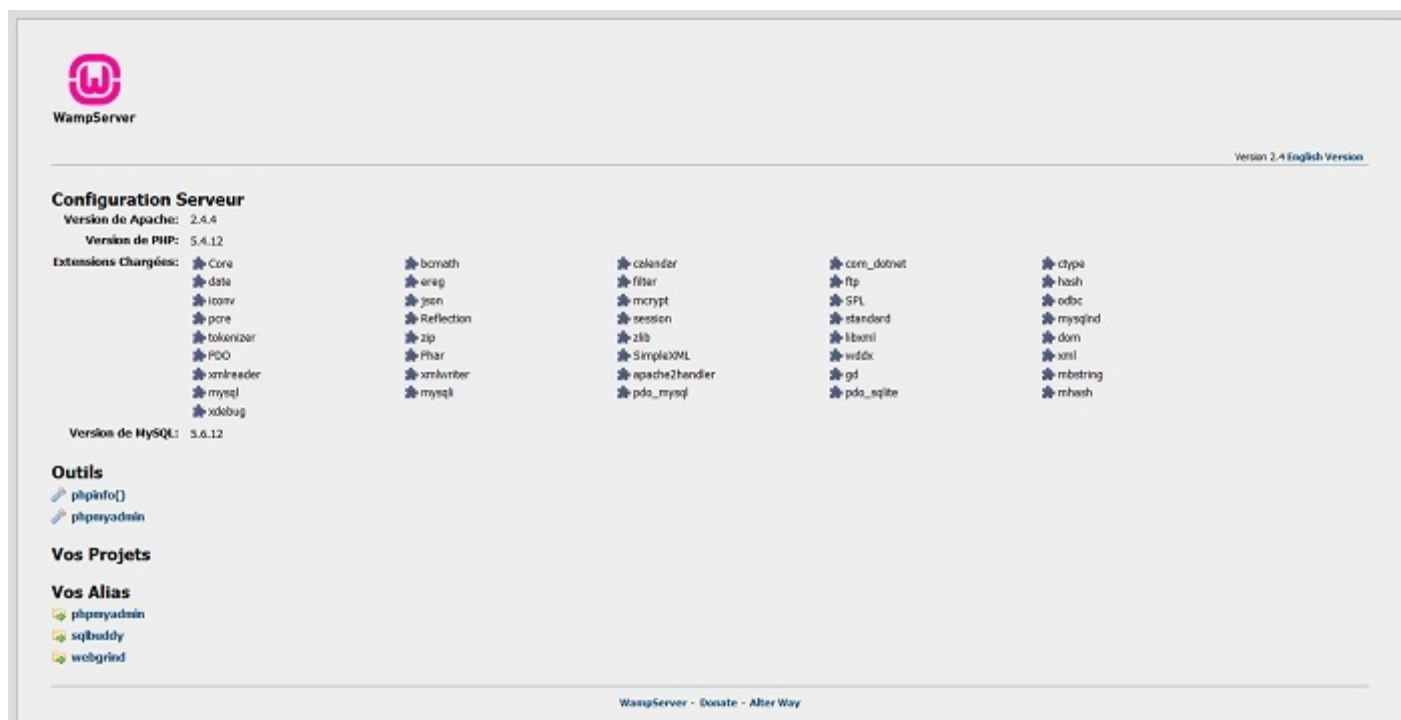 WampServer
Version 2.4 English Version
Configuration Serveur
Version de Apache: 2.4.4
Version de PHP: 5.4.12
Extensions Chargées: Core bcmath calendar com_dotnet ctype
date ereg filter ftp hash
iconv json mcrypt SPL odbc
pcre Reflection session standard mysqlnd
tokenizer zip zlib libxml dom
PDO Phar SimpleXML wddx xml
xmlreader xmlwriter apache2handler gd mbstring
mysql mysqli pdo_mysql pdo_sqlite mhash
xdebug
Version de MySQL: 5.6.12
Outils
phpinfo()
phpmyadmin
Vos Projets
Vos Alias
phpmyadmin
sqlbuddy
webgrind
WampServer - Donate - Alter Way